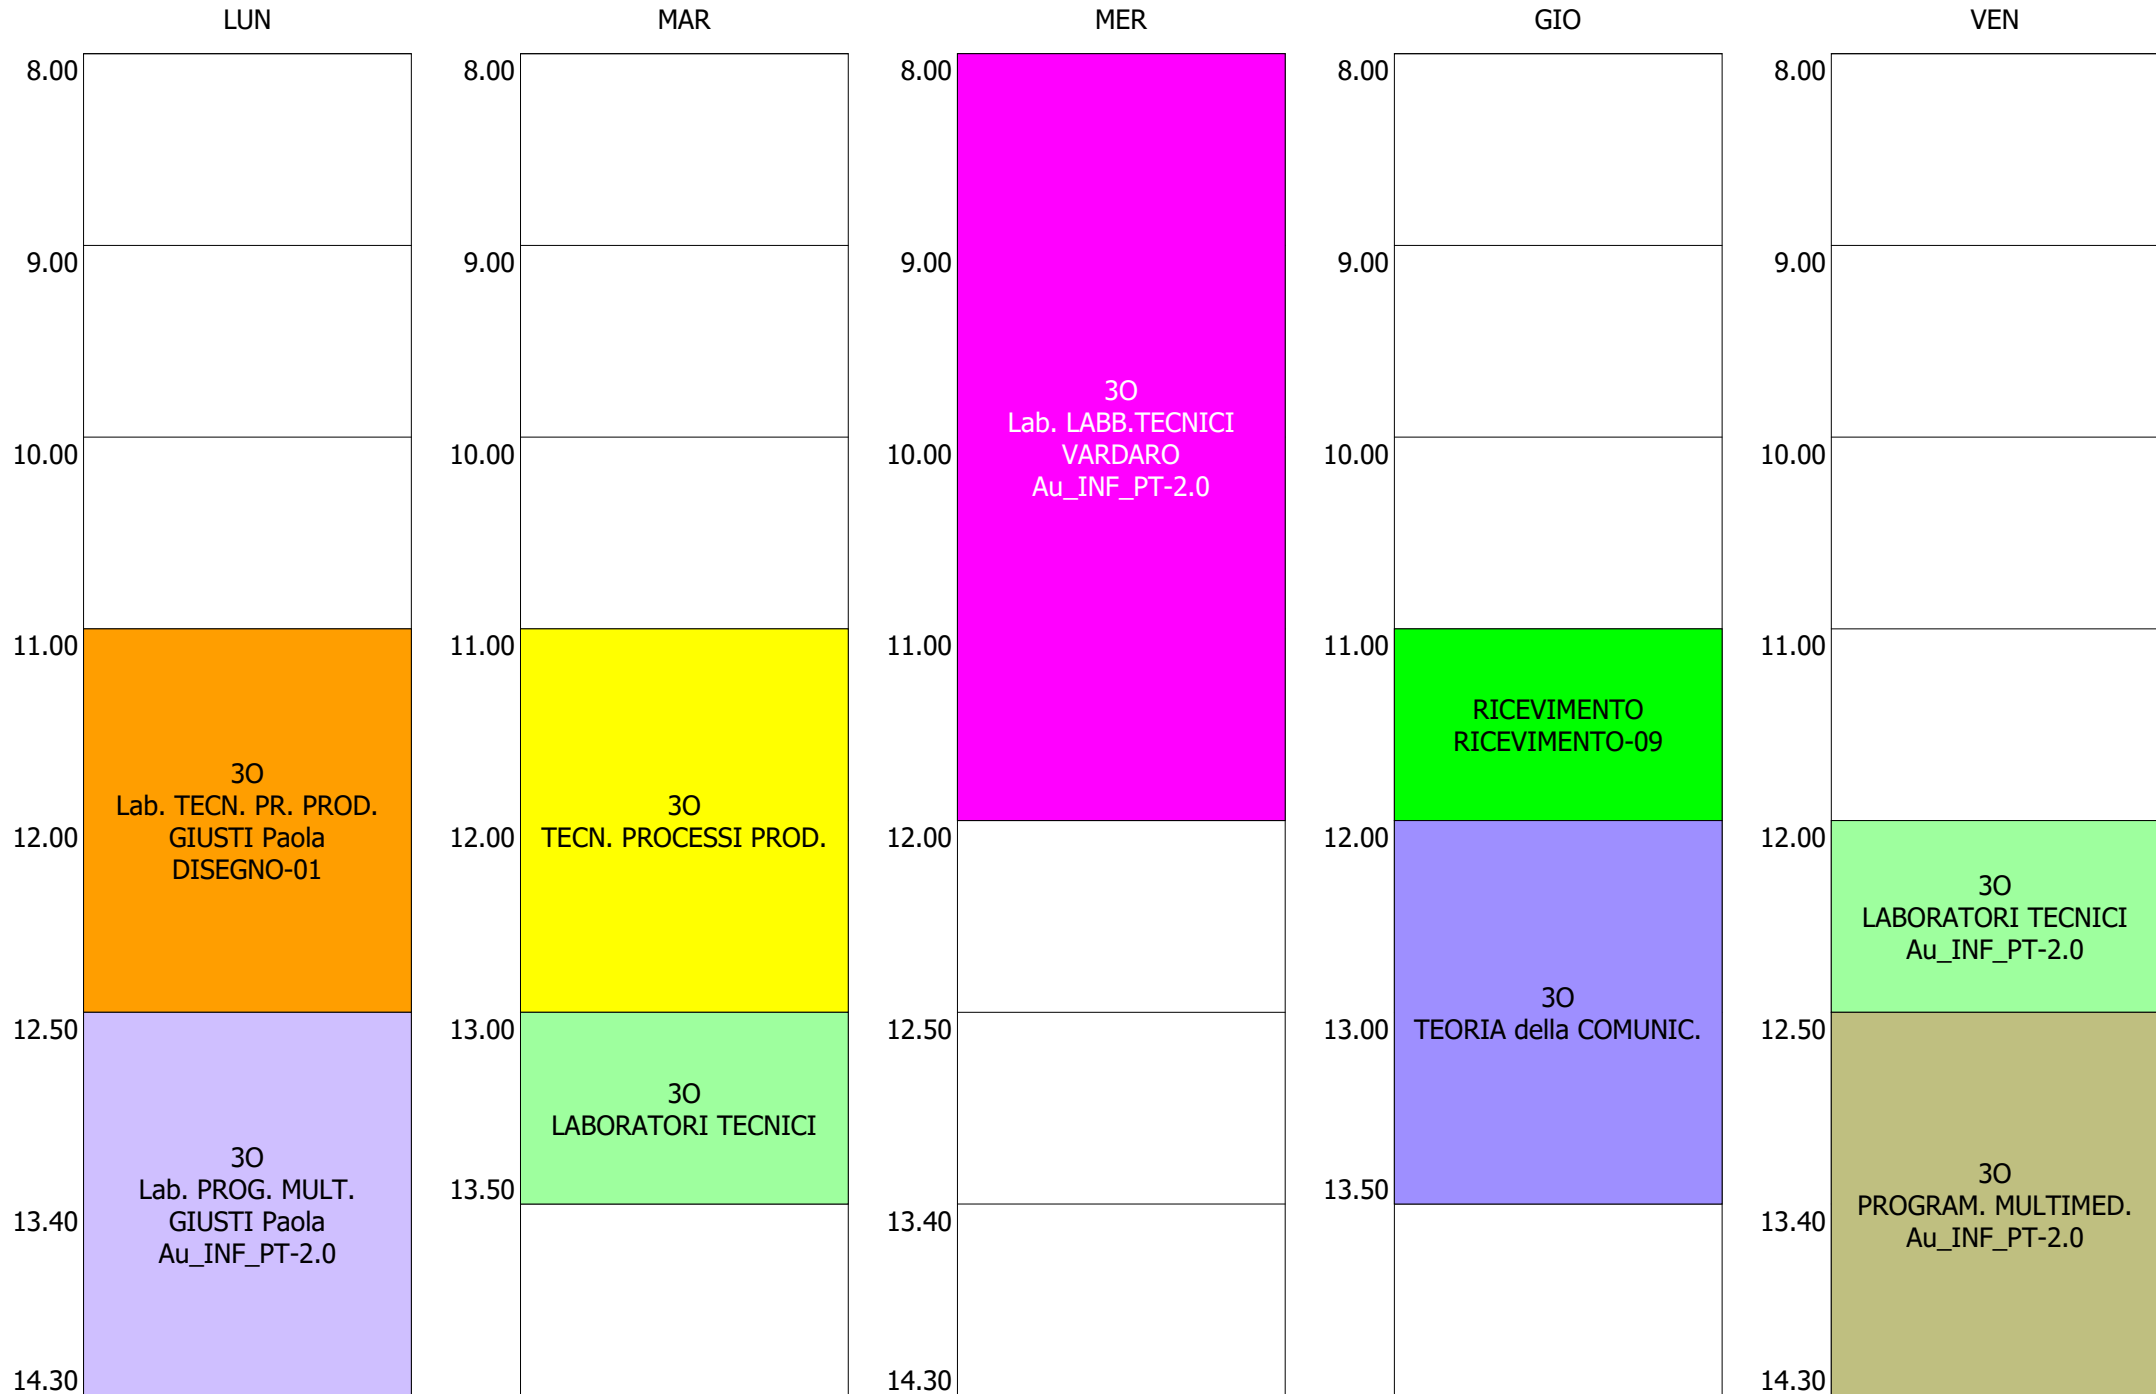 LUN
MAR
MER
GIO
VEN
8.00
9.00
10.00
11.00
12.00
12.50
13.40
14.30
3O
Lab. TECN. PR. PROD.
GIUSTI Paola
DISEGNO-01
3O
Lab. PROG. MULT.
GIUSTI Paola
Au_INF_PT-2.0
8.00
9.00
10.00
11.00
12.00
13.00
13.50
3O
TECN. PROCESSI PROD.
3O
LABORATORI TECNICI
8.00
9.00
10.00
11.00
12.00
12.50
13.40
14.30
3O
Lab. LABB.TECNICI
VARDARO
Au_INF_PT-2.0
8.00
9.00
10.00
11.00
12.00
13.00
13.50
RICEVIMENTO
RICEVIMENTO-09
3O
TEORIA della COMUNIC.
8.00
9.00
10.00
11.00
12.00
12.50
13.40
14.30
3O
LABORATORI TECNICI
Au_INF_PT-2.0
3O
PROGRAM. MULTIMED.
Au_INF_PT-2.0